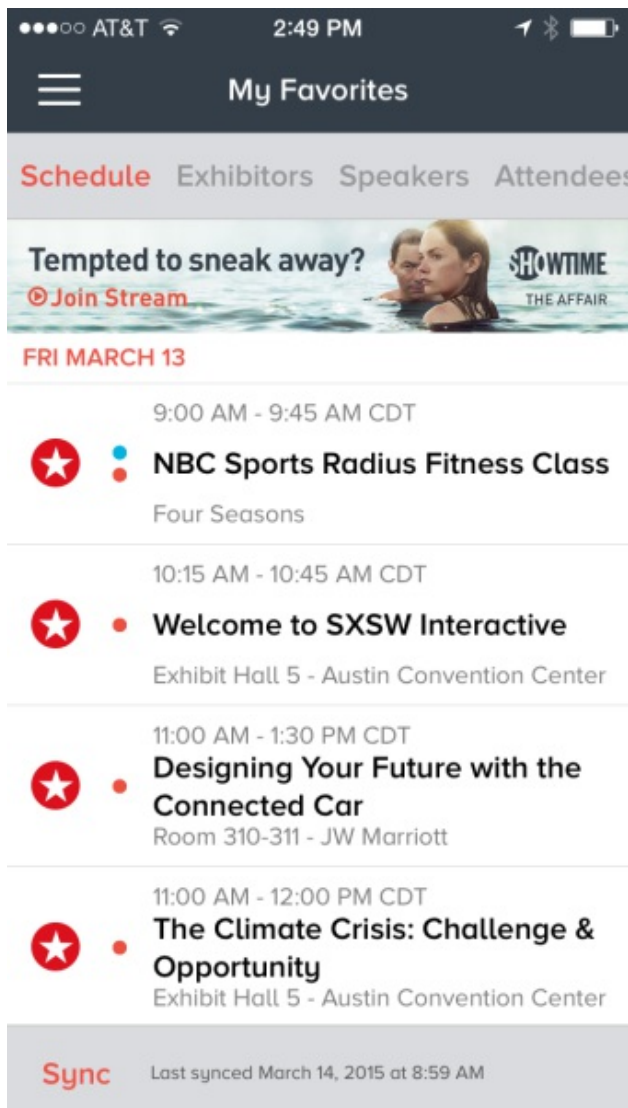 AT&T 2:49 PM
My Favorites
Schedule Exhibitors Speakers Attendees
Tempted to sneak away?
Join Stream
SHOWTIME
THE AFFAIR
FRI MARCH 13
9:00 AM - 9:45 AM CDT
NBC Sports Radius Fitness Class
Four Seasons
10:15 AM - 10:45 AM CDT
Welcome to SXSW Interactive
Exhibit Hall 5 - Austin Convention Center
11:00 AM - 1:30 PM CDT
Designing Your Future with the
Connected Car
Room 310-311 - JW Marriott
11:00 AM - 12:00 PM CDT
The Climate Crisis: Challenge &
Opportunity
Exhibit Hall 5 - Austin Convention Center
Sync Last synced March 14, 2015 at 8:59 AM